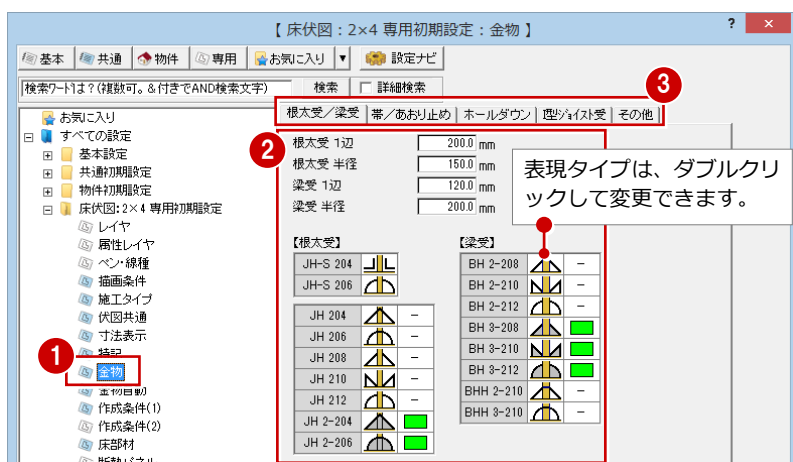 【 床伏図：2×4 専用初期設定：金物 】
? ×
基本 共通 物件 専用 お気に入り ▼ 設定ナビ
検索ワードは？(複数可。&付きでAND検索文字) 検索 詳細検索
3
お気に入り
すべての設定
基本設定
共通初期設定
物件初期設定
床伏図:2×4 専用初期設定
レイヤ
属性レイヤ
ペン・線種
描画条件
施工タイプ
伏図共通
寸法表示
特記
1
金物
金物自動
作成条件(1)
作成条件(2)
床部材
断熱パネル
根太受／梁受 帯／あおり止め ホールダウン I型ジョイスト受 その他
2
根太受 1辺 200.0 mm
根太受 半径 150.0 mm
梁受 1辺 120.0 mm
梁受 半径 200.0 mm
表現タイプは、ダブルクリ
ックして変更できます。
【根太受】
JH-S 204
JH-S 206
JH 204 -
JH 206 -
JH 208 -
JH 210 -
JH 212 -
JH 2-204
JH 2-206
【梁受】
BH 2-208 -
BH 2-210 -
BH 2-212 -
BH 3-208
BH 3-210
BH 3-212
BHH 2-210 -
BHH 3-210 -